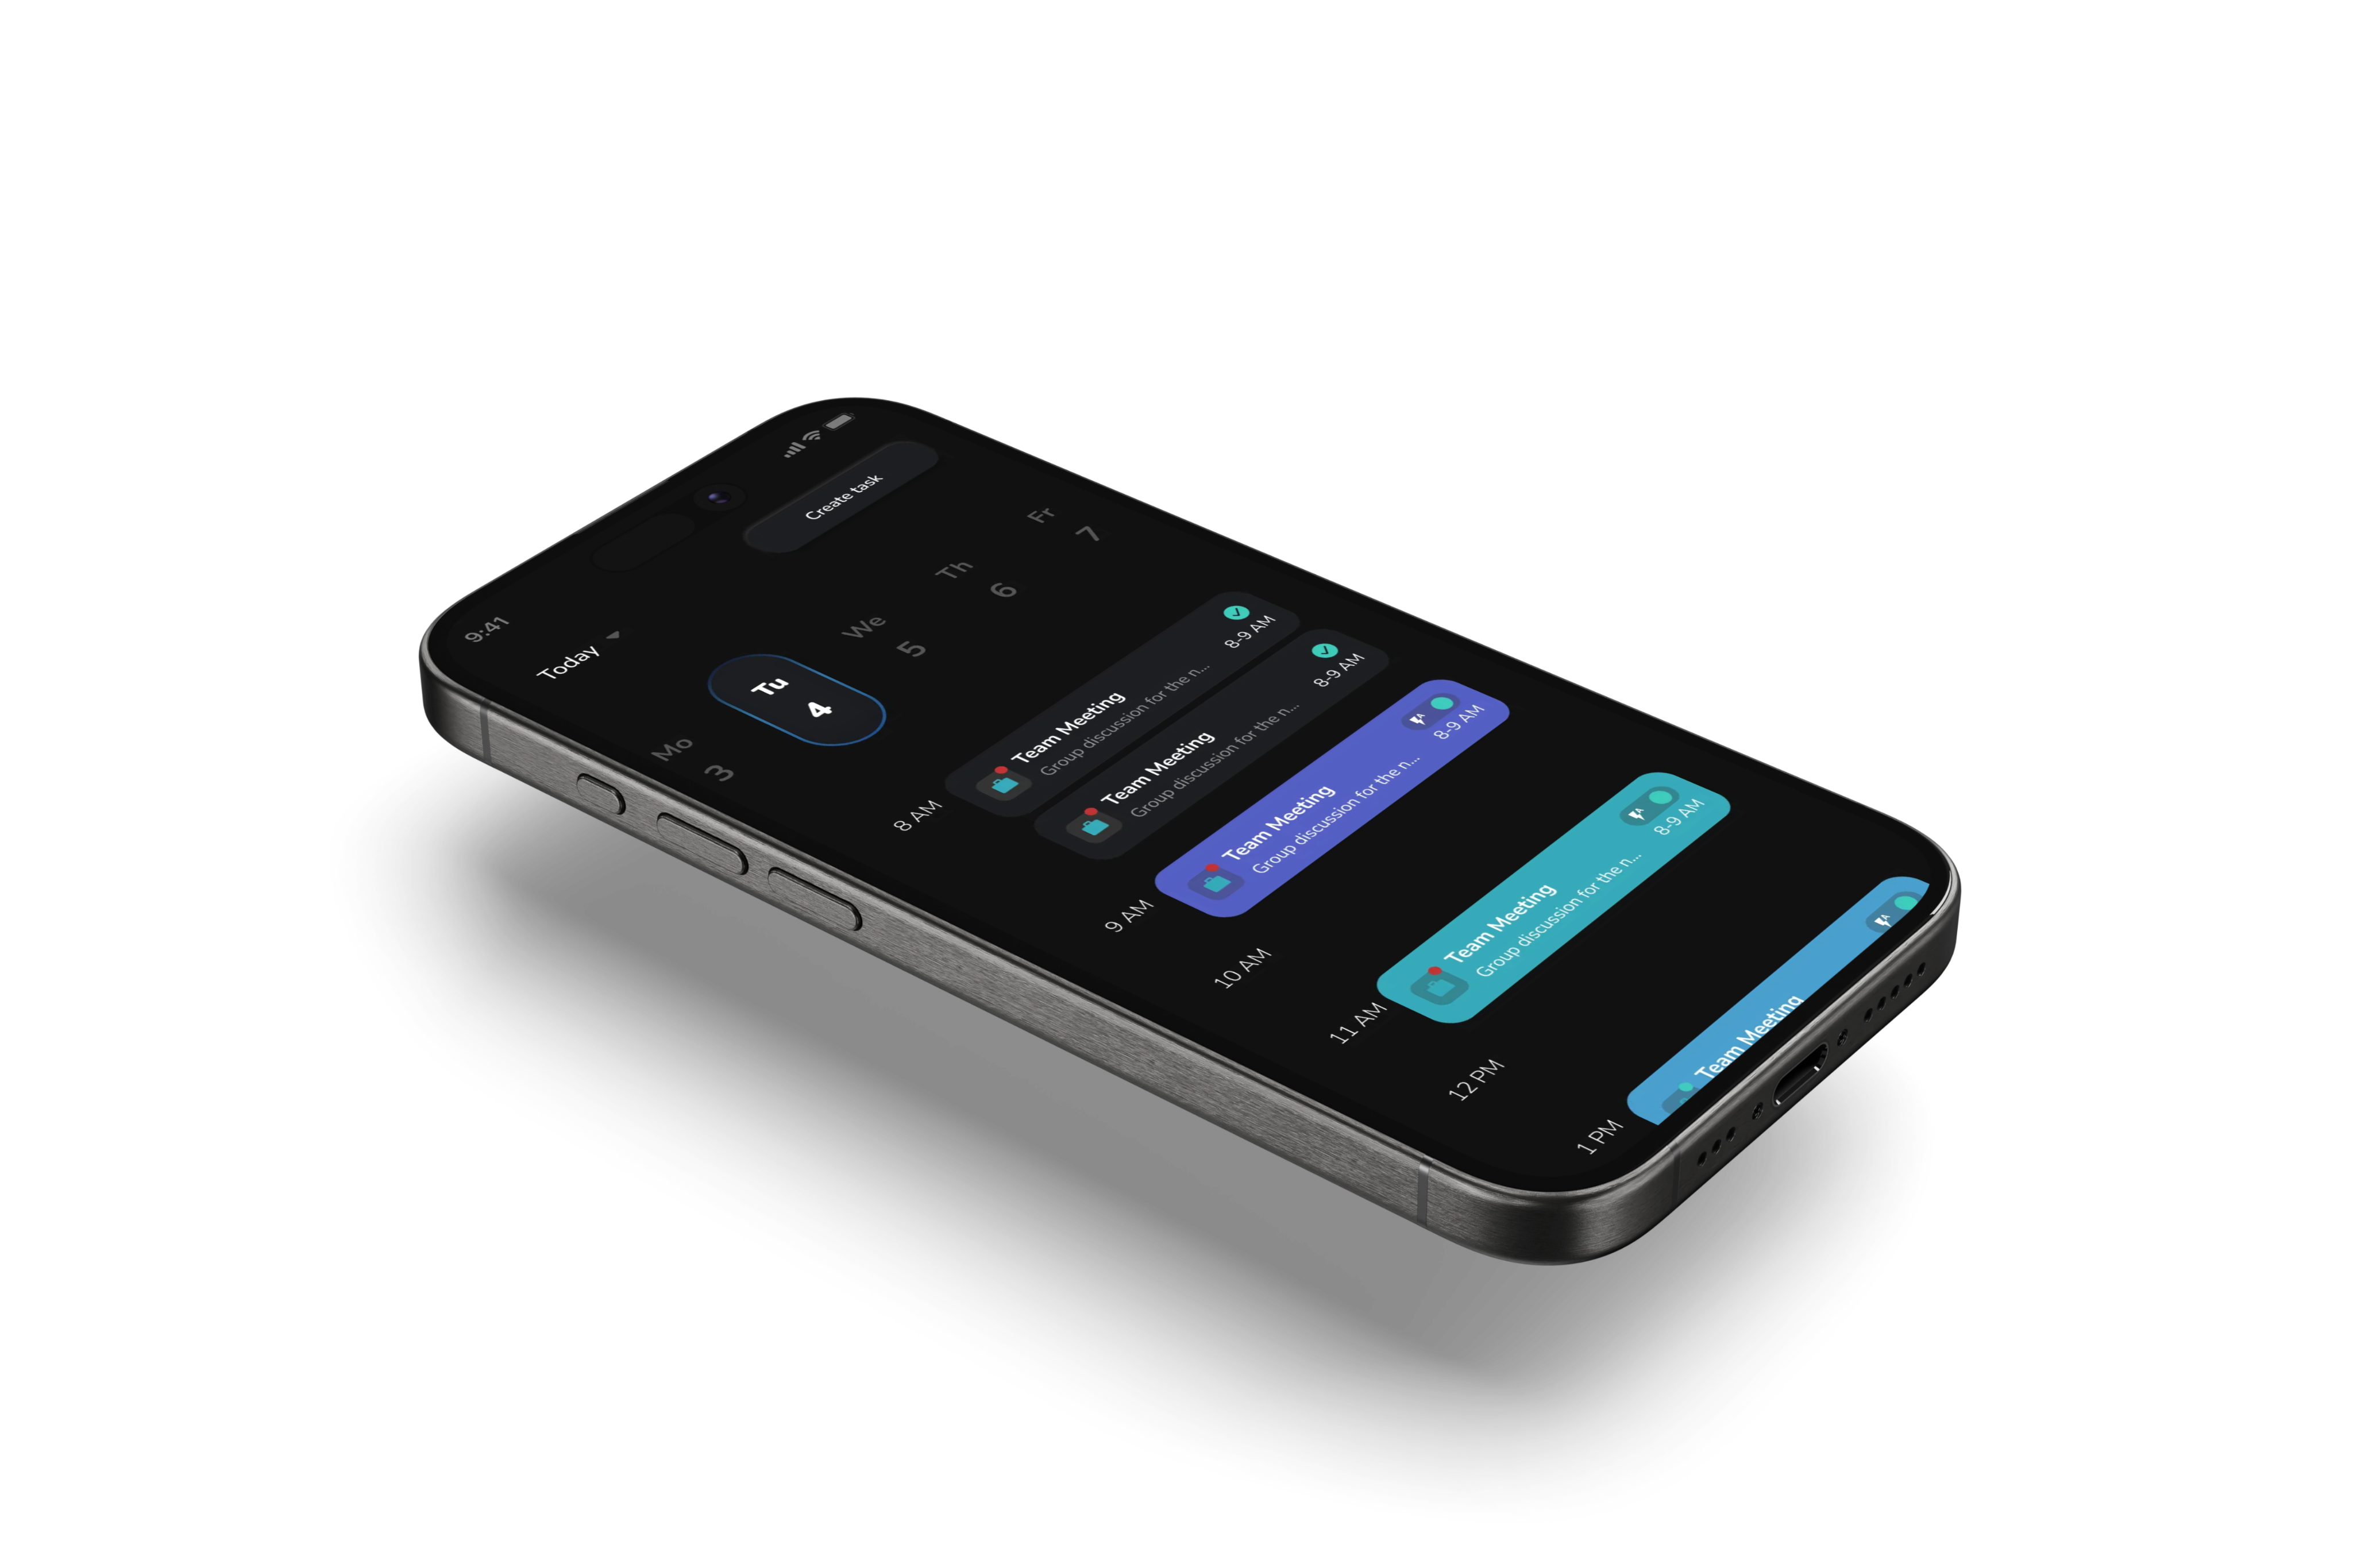 9:41
Today
Create task
Mo
3
Tu
4
We
5
Th
6
Fr
7
8 AM
Team Meeting
Group discussion for the n...
8-9 AM
Team Meeting
Group discussion for the n...
8-9 AM
9 AM
Team Meeting
Group discussion for the n...
A
8-9 AM
10 AM
11 AM
Team Meeting
Group discussion for the n...
A
8-9 AM
12 PM
1 PM
Team Meeting
A